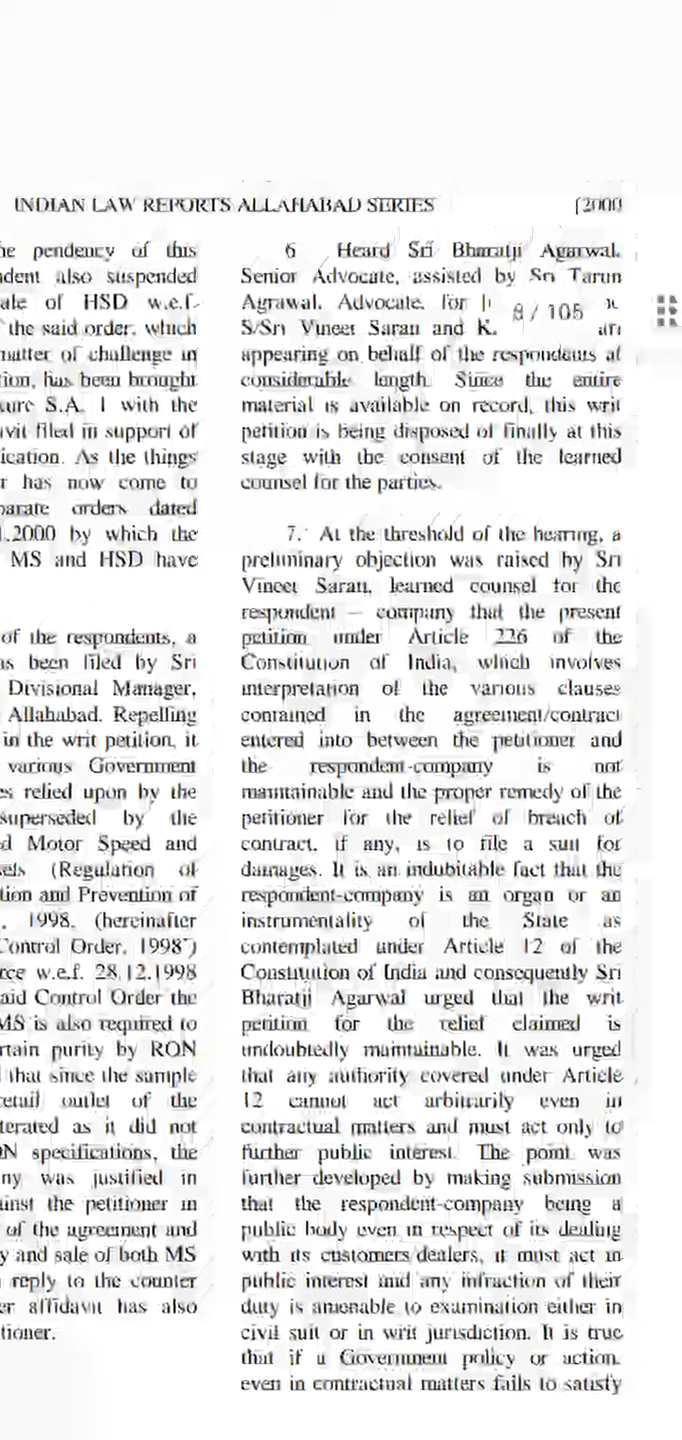 INDIAN LAW REPORTS ALLAHABAD SERIES [2000
he pendency of this
ndent also suspended
ale of HSD w.e.f.
the said order, which
matter of challenge in
tion, has been brought
ure S.A. 1 with the
avit filed in support of
ication. As the things
r has now come to
parate orders dated
1.2000 by which the
MS and HSD have
of the respondents, a
as been filed by Sri
Divisional Manager,
Allahabad. Repelling
in the writ petition, it
various Government
es relied upon by the
superseded by the
d Motor Speed and
sels (Regulation of
tion and Prevention of
, 1998, (hereinafter
Control Order, 1998")
rce w.e.f. 28.12.1998
aid Control Order the
MS is also required to
rtain purity by RON
that since the sample
retail outlet of the
terated as it did not
ON specifications, the
ny was justified in
ainst the petitioner in
of the agreement and
y and sale of both MS
reply to the counter
er affidavit has also
tioner.
6 Heard Sri Bharatji Agarwal,
Senior Advocate, assisted by Sri Tarun
Agrawal, Advocate, for
8 / 105
S/Sri Vineet Saran and K.
appearing on behalf of the respondents at
considerable length. Since the entire
material is available on record, this writ
petition is being disposed of finally at this
stage with the consent of the learned
counsel for the parties.
7. At the threshold of the hearing, a
preliminary objection was raised by Sri
Vineet Saran, learned counsel for the
respondent – company that the present
petition under Article 226 of the
Constitution of India, which involves
interpretation of the various clauses
contained in the agreement/contract
entered into between the petitioner and
the respondent-company is not
maintainable and the proper remedy of the
petitioner for the relief of breach of
contract, if any, is to file a suit for
damages. It is an indubitable fact that the
respondent-company is an organ or an
instrumentality of the State as
contemplated under Article 12 of the
Constitution of India and consequently Sri
Bharatji Agarwal urged that the writ
petition for the relief claimed is
undoubtedly maintainable. It was urged
that any authority covered under Article
12 cannot act arbitrarily even in
contractual matters and must act only to
further public interest. The point was
further developed by making submission
that the respondent-company being a
public body even in respect of its dealing
with its customers/dealers, it must act in
public interest and any infraction of their
duty is amenable to examination either in
civil suit or in writ jurisdiction. It is true
that if a Government policy or action,
even in contractual matters fails to satisfy